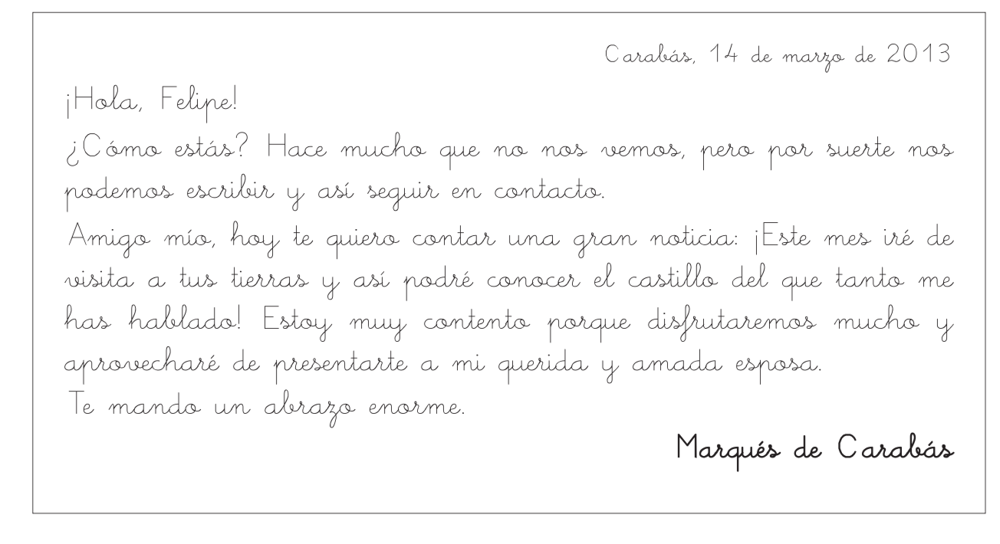 Carabás, 14 de marzo de 2013
¡Hola, Felipe!
¿Cómo estás? Hace mucho que no nos vemos, pero por suerte nos
podemos escribir y así seguir en contacto.
Amigo mío, hoy te quiero contar una gran noticia: ¡Este mes iré de
visita a tus tierras y así podré conocer el castillo del que tanto me
has hablado! Estoy muy contento porque disfrutaremos mucho y
aprovecharé de presentarte a mi querida y amada esposa.
Te mando un abrazo enorme.
Marqués de Carabás